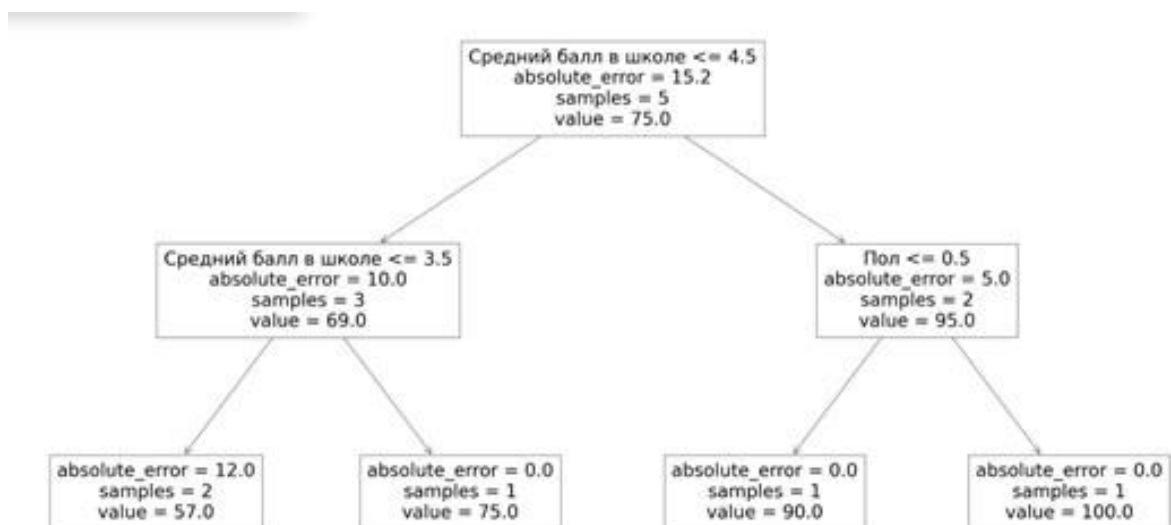 Средний балл в школе <= 4.5
absolute_error = 15.2
samples = 5
value = 75.0
Средний балл в школе <= 3.5
absolute_error = 10.0
samples = 3
value = 69.0
Пол <= 0.5
absolute_error = 5.0
samples = 2
value = 95.0
absolute_error = 12.0
samples = 2
value = 57.0
absolute_error = 0.0
samples = 1
value = 75.0
absolute_error = 0.0
samples = 1
value = 90.0
absolute_error = 0.0
samples = 1
value = 100.0